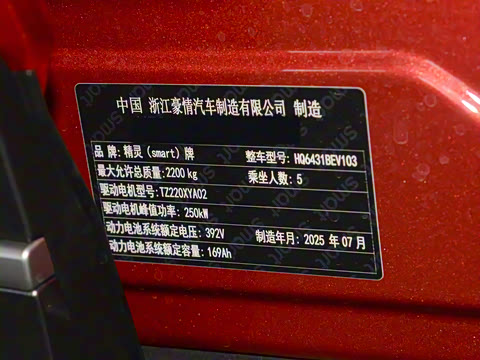 中国 浙江豪情汽车制造有限公司 制造
品 牌: 精灵 (smart) 牌 整车型号: HQ6431BEV103
最大允许总质量: 2200 kg 乘坐人数: 5
驱动电机型号: TZ220XYA02
驱动电机峰值功率: 250kW
动力电池系统额定电压: 392V 制造年月: 2025 年 07 月
动力电池系统额定容量: 169Ah